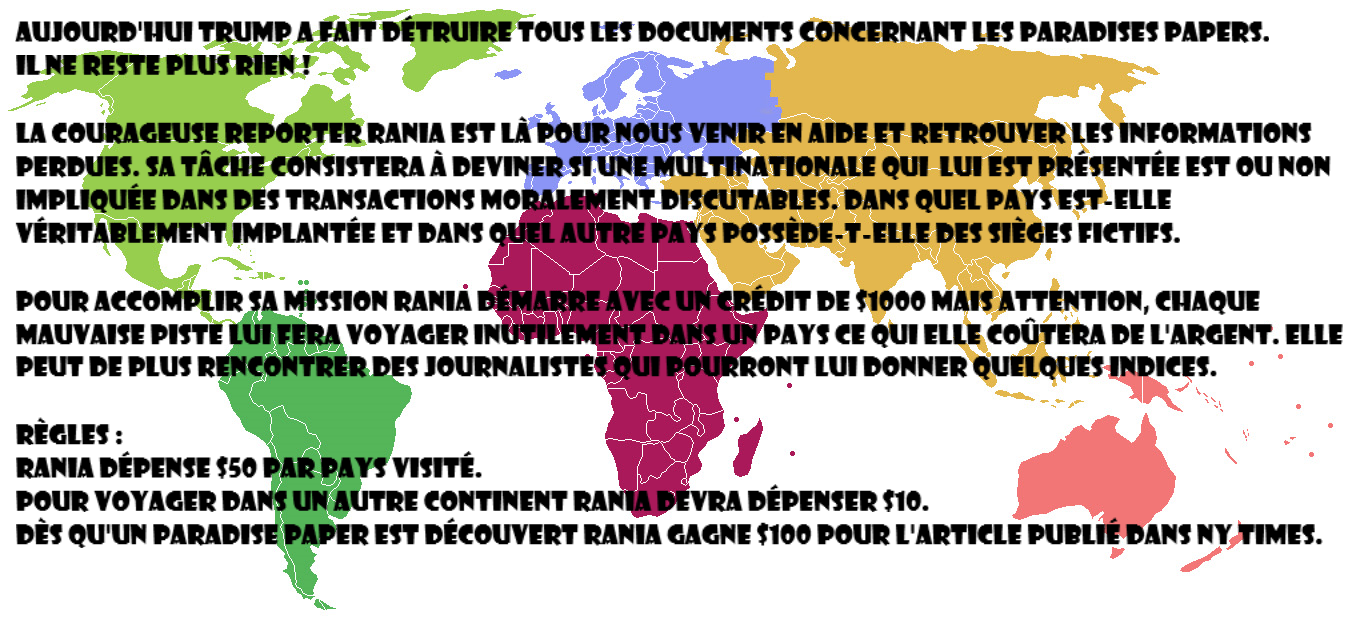 AUJOURD'HUI TRUMP A FAIT DÉTRUIRE TOUS LES DOCUMENTS CONCERNANT LES PARADISES PAPERS.
IL NE RESTE PLUS RIEN !
LA COURAGEUSE REPORTER RANIA EST LÀ POUR NOUS VENIR EN AIDE ET RETROUVER LES INFORMATIONS
PERDUES. SA TÂCHE CONSISTERA À DEVINER SI UNE MULTINATIONALE QUI LUI EST PRÉSENTÉE EST OU NON
IMPLIQUÉE DANS DES TRANSACTIONS MORALEMENT DISCUTABLES. DANS QUEL PAYS EST-ELLE
VÉRITABLEMENT IMPLANTÉE ET DANS QUEL AUTRE PAYS POSSÈDE-T-ELLE DES SIÈGES FICTIFS.
POUR ACCOMPLIR SA MISSION RANIA DÉMARRE AVEC UN CRÉDIT DE $1000 MAIS ATTENTION, CHAQUE
MAUVAISE PISTE LUI FERA VOYAGER INUTILEMENT DANS UN PAYS CE QUI ELLE COÛTERA DE L'ARGENT. ELLE
PEUT DE PLUS RENCONTRER DES JOURNALISTES QUI POURRONT LUI DONNER QUELQUES INDICES.
RÈGLES :
RANIA DÉPENSE $50 PAR PAYS VISITÉ.
POUR VOYAGER DANS UN AUTRE CONTINENT RANIA DEVRA DÉPENSER $10.
DÈS QU'UN PARADISE PAPER EST DÉCOUVERT RANIA GAGNE $100 POUR L'ARTICLE PUBLIÉ DANS NY TIMES.